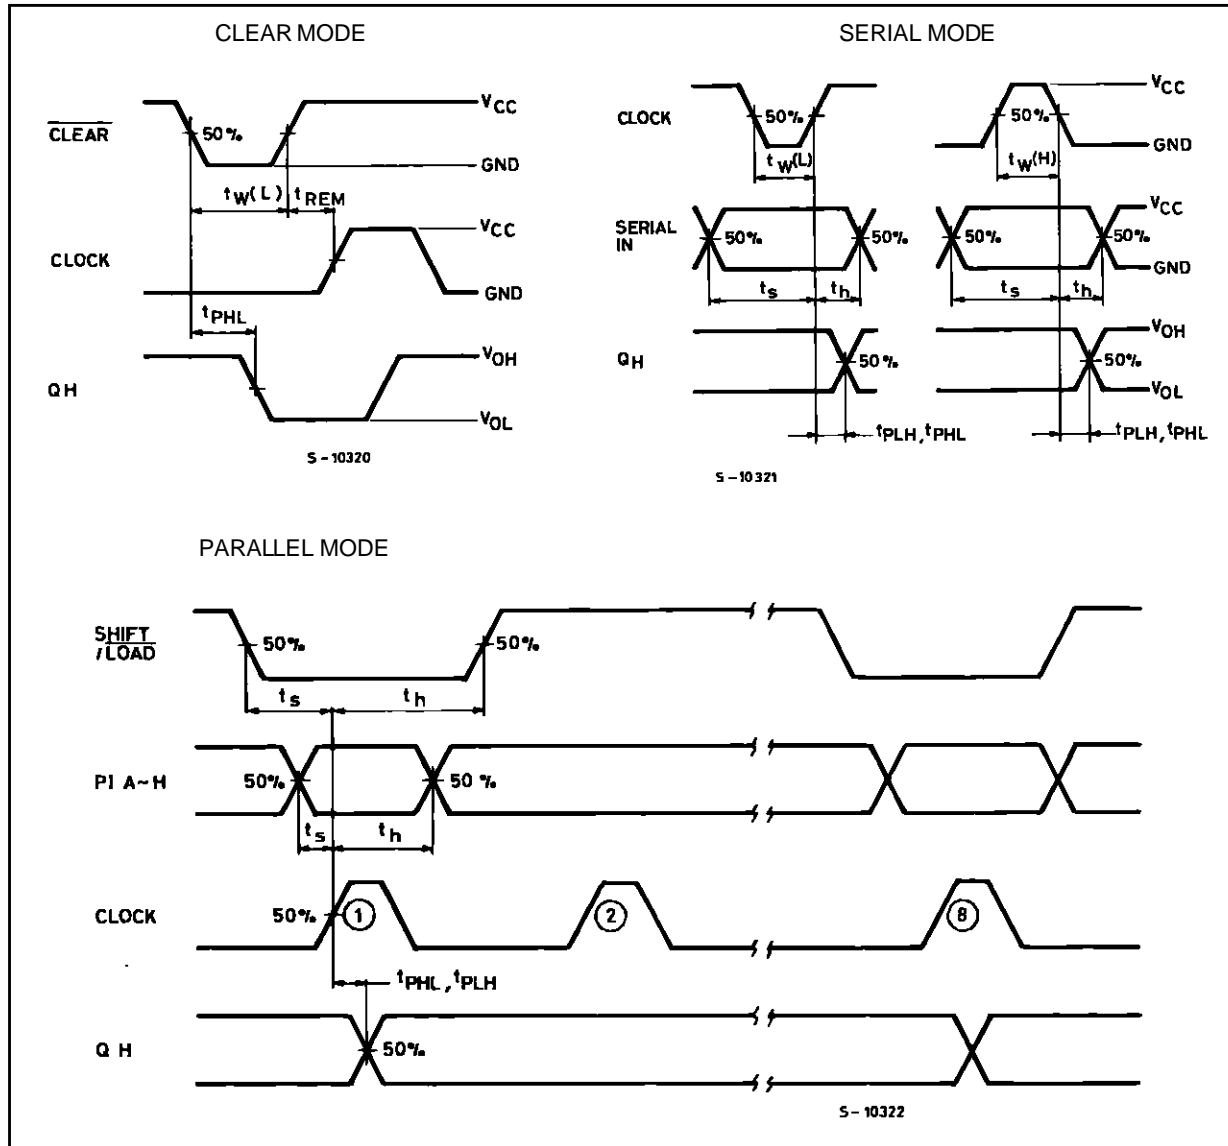 CLEAR MODE
CLEAR
50%
VCC
GND
tW(L)
tREM
CLOCK
VCC
GND
tPHL
QH
VOH
VOL
S-10320
SERIAL MODE
CLOCK
50%
50%
VCC
GND
tW(L)
tW(H)
SERIAL
IN
50%
50%
50%
50%
VCC
GND
ts
th
ts
th
QH
50%
50%
VOH
VOL
tPLH, tPHL
tPLH, tPHL
S-10321
PARALLEL MODE
SHIFT
/LOAD
50%
50%
ts
th
PI A~H
50%
50%
ts
th
CLOCK
50%
1
2
8
tPHL, tPLH
QH
50%
S-10322